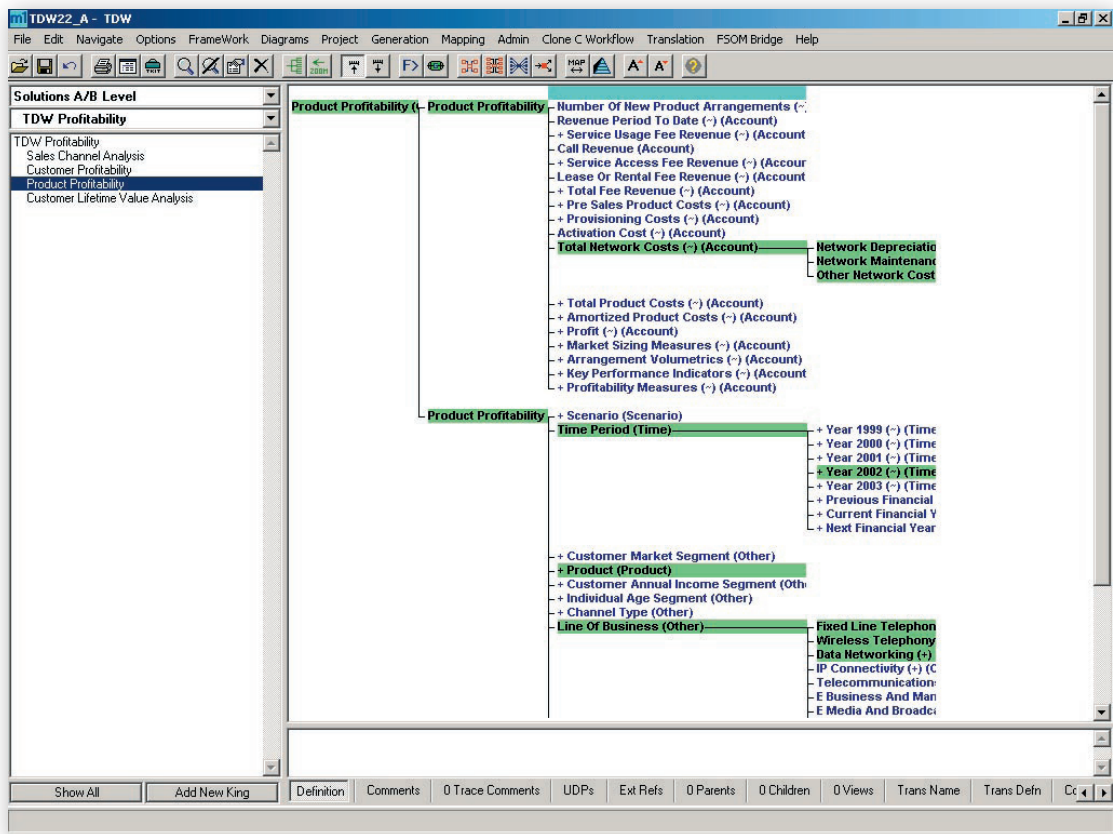 TDW22_A - TDW
File Edit Navigate Options FrameWork Diagrams Project Generation Mapping Admin Clone C Workflow Translation FSOM Bridge Help
ZOOM F> MAP A A
Solutions A/B Level
TDW Profitability
TDW Profitability
Sales Channel Analysis
Customer Profitability
Product Profitability
Customer Lifetime Value Analysis
Show All Add New King
Product Profitability ( Product Profitability Number Of New Product Arrangements (~
Revenue Period To Date (~) (Account)
+ Service Usage Fee Revenue (~) (Account
Call Revenue (Account)
+ Service Access Fee Revenue (~) (Accour
Lease Or Rental Fee Revenue (~) (Account
+ Total Fee Revenue (~) (Account)
+ Pre Sales Product Costs (~) (Account)
+ Provisioning Costs (~) (Account)
Activation Cost (~) (Account)
Total Network Costs (~) (Account) Network Depreciatio
Network Maintenanc
Other Network Cost
+ Total Product Costs (~) (Account)
+ Amortized Product Costs (~) (Account)
+ Profit (~) (Account)
+ Market Sizing Measures (~) (Account)
+ Arrangement Volumetrics (~) (Account)
+ Key Performance Indicators (~) (Account
+ Profitability Measures (~) (Account)
Product Profitability + Scenario (Scenario)
Time Period (Time) + Year 1999 (~) (Time
+ Year 2000 (~) (Time
+ Year 2001 (~) (Time
+ Year 2002 (~) (Time
+ Year 2003 (~) (Time
+ Previous Financial
+ Current Financial Y
+ Next Financial Year
+ Customer Market Segment (Other)
+ Product (Product)
+ Customer Annual Income Segment (Oth
+ Individual Age Segment (Other)
+ Channel Type (Other)
Line Of Business (Other) Fixed Line Telephon
Wireless Telephony
Data Networking (+)
IP Connectivity (+) (C
Telecommunication
E Business And Man
E Media And Broadc
Definition Comments 0 Trace Comments UDPs Ext Refs 0 Parents 0 Children 0 Views Trans Name Trans Defn Co